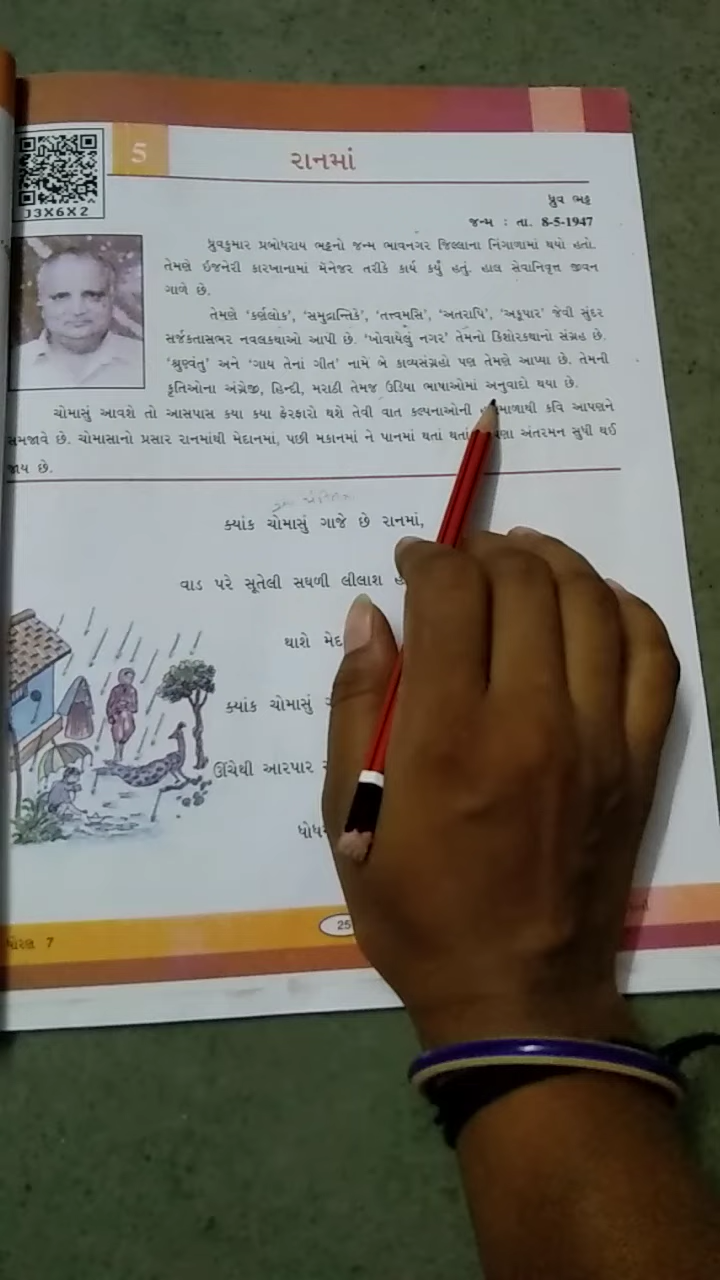 5
રાનમાં
J3X6X2
ધ્રુવ ભટ્ટ
જન્મ : તા. 8-5-1947
ધ્રુવકુમાર પ્રબોધરાય ભટ્ટનો જન્મ ભાવનગર જિલ્લાના નિંગાળામાં થયો હતો.
તેમણે ઇજનેરી કારખાનામાં મૅનેજર તરીકે કાર્ય કર્યું હતું. હાલ સેવાનિવૃત્ત જીવન
ગાળે છે.
તેમણે ‘કર્ણલોક’, ‘સમુદ્રાન્તિકે’, ‘તત્ત્વમસિ’, ‘અતરાપિ’, ‘અકૂપાર’ જેવી સુંદર
સર્જકતાસભર નવલકથાઓ આપી છે. ‘ખોવાયેલું નગર’ તેમનો કિશોરકથાનો સંગ્રહ છે.
‘શ્રુણ્વંતુ’ અને ‘ગાય તેનાં ગીત’ નામે બે કાવ્યસંગ્રહો પણ તેમણે આપ્યા છે. તેમની
કૃતિઓના અંગ્રેજી, હિન્દી, મરાઠી તેમજ ઉડિયા ભાષાઓમાં અનુવાદો થયા છે.
ચોમાસું આવશે તો આસપાસ કયા કયા ફેરફારો થશે તેવી વાત કલ્પનાઓની કવિ આપણને
સમજાવે છે. ચોમાસાનો પ્રસાર રાનમાંથી મેદાનમાં, પછી મકાનમાં ને પાનમાં થતાં થતાં અંતરમન સુધી થઈ
જાય છે.
ક્યાંક ચોમાસું ગાજે છે રાનમાં,
વાડ પરે સૂતેલી સઘળી લીલાશ
થાશે
ક્યાંક ચોમાસું
ઊંચેથી આરપાર
ધોરણ 7
25